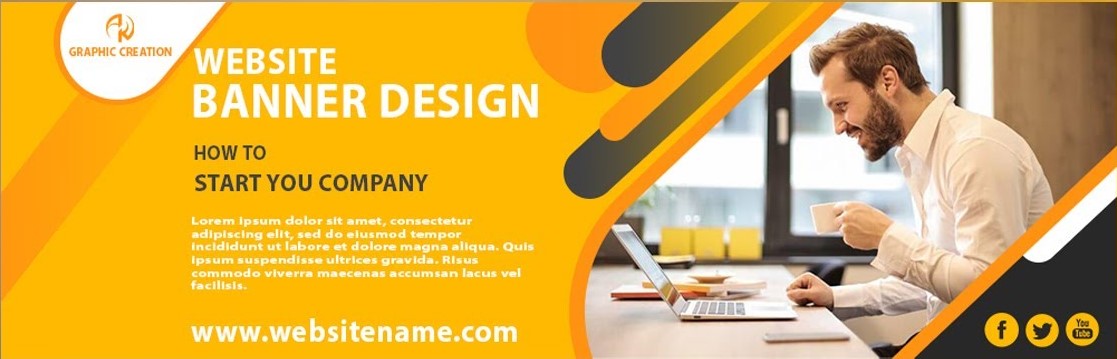 GRAPHIC CREATION
WEBSITE
BANNER DESIGN
HOW TO
START YOU COMPANY
Lorem ipsum dolor sit amet, consectetur
adipiscing elit, sed do eiusmod tempor
incididunt ut labore et dolore magna aliqua. Quis
ipsum suspendisse ultrices gravida. Risus
commodo viverra maecenas accumsan lacus vel
facilisis.
www.websitename.com
You
Tube